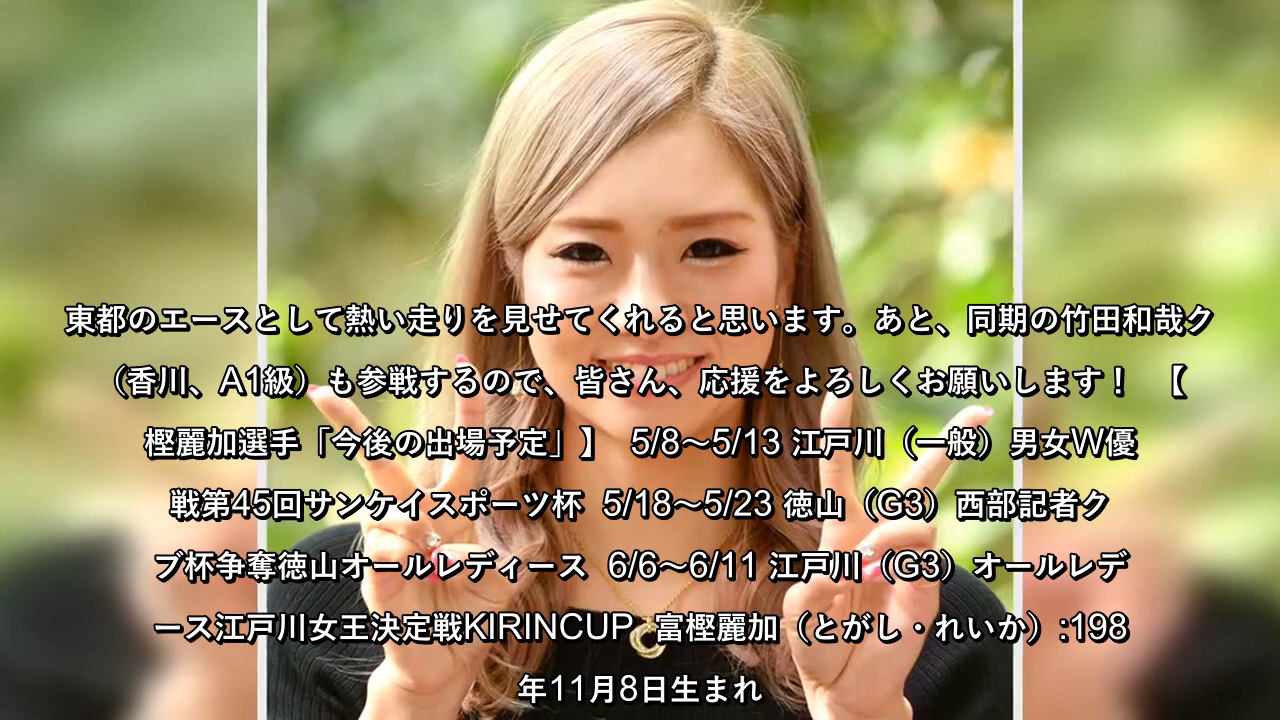 東都のエースとして熱い走りを見せてくれると思います。あと、同期の竹田和哉ク
（香川、A1級）も参戦するので、皆さん、応援をよろしくお願いします！ 【
樫麗加選手「今後の出場予定」】 5/8～5/13 江戸川（一般）男女W優
戦第45回サンケイスポーツ杯 5/18～5/23 徳山（G3）西部記者ク
ブ杯争奪徳山オールレディース 6/6～6/11 江戸川（G3）オールレデ
ース江戸川女王決定戦KIRINCUP 富樫麗加（とがし・れいか）:198
年11月8日生まれ